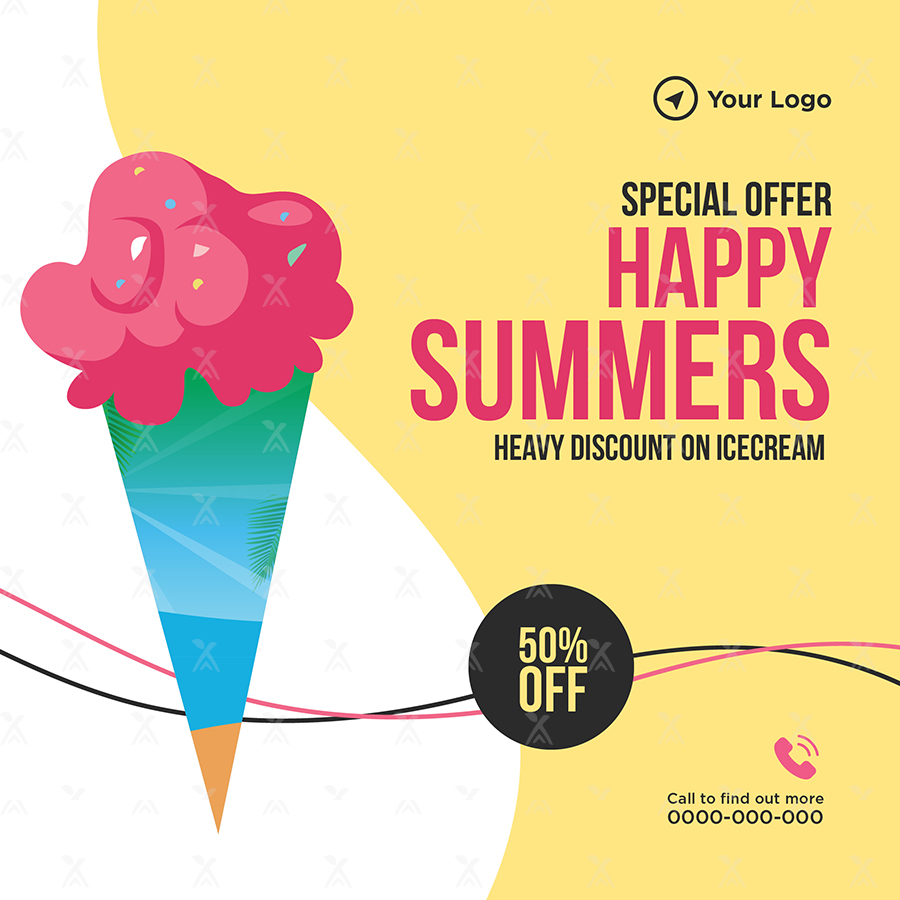 Your Logo
SPECIAL OFFER
HAPPY
SUMMERS
HEAVY DISCOUNT ON ICECREAM
50%
OFF
Call to find out more
0000-000-000